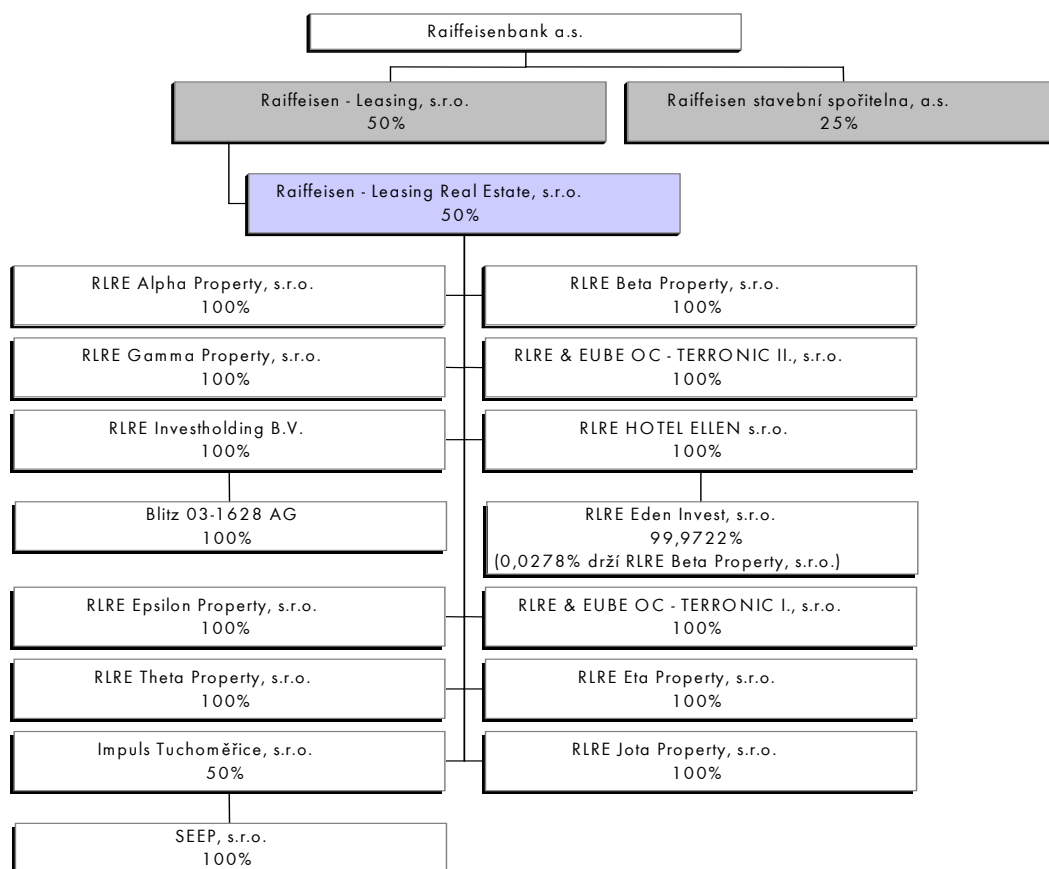 Raiffeisenbank a.s.
Raiffeisen - Leasing, s.r.o.
50%
Raiffeisen stavební spořitelna, a.s.
25%
Raiffeisen - Leasing Real Estate, s.r.o.
50%
RLRE Alpha Property, s.r.o.
100%
RLRE Beta Property, s.r.o.
100%
RLRE Gamma Property, s.r.o.
100%
RLRE & EUBE OC - TERRONIC II., s.r.o.
100%
RLRE Investholding B.V.
100%
RLRE HOTEL ELLEN s.r.o.
100%
Blitz 03-1628 AG
100%
RLRE Eden Invest, s.r.o.
99,9722%
(0,0278% drží RLRE Beta Property, s.r.o.)
RLRE Epsilon Property, s.r.o.
100%
RLRE & EUBE OC - TERRONIC I., s.r.o.
100%
RLRE Theta Property, s.r.o.
100%
RLRE Eta Property, s.r.o.
100%
Impuls Tuchoměřice, s.r.o.
50%
RLRE Jota Property, s.r.o.
100%
SEEP, s.r.o.
100%